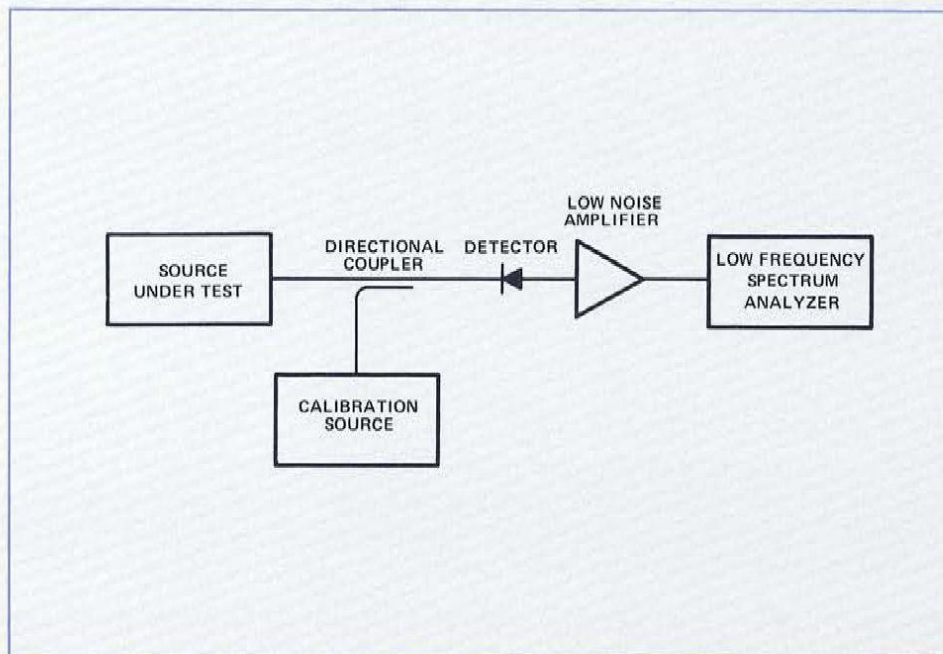 LOW NOISE
AMPLIFIER
DIRECTIONAL
COUPLER
DETECTOR
SOURCE
UNDER TEST
LOW FREQUENCY
SPECTRUM
ANALYZER
CALIBRATION
SOURCE